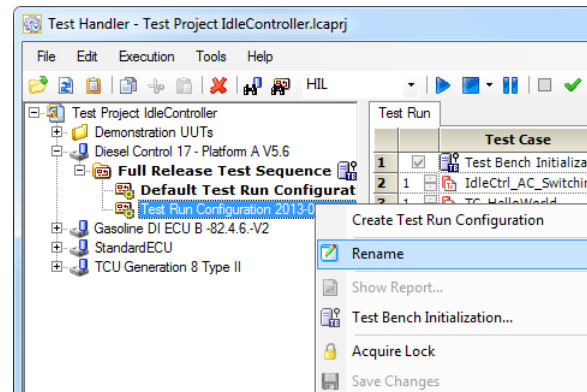 Test Handler - Test Project IdleController.lcaprj
File Edit Execution Tools Help
HIL
Test Project IdleController
Demonstration UUTs
Diesel Control 17 - Platform A V5.6
Full Release Test Sequence
Default Test Run Configurat
Test Run Configuration 2013-0
Gasoline DI ECU B -82.4.6.-V2
StandardECU
TCU Generation 8 Type II
Test Run
Test Case
1 Test Bench Initializa
2 1 IdleCtrl_AC_Switchin
3 1 TC_HelloWorld
Create Test Run Configuration
Rename
Show Report...
Test Bench Initialization...
Acquire Lock
Save Changes